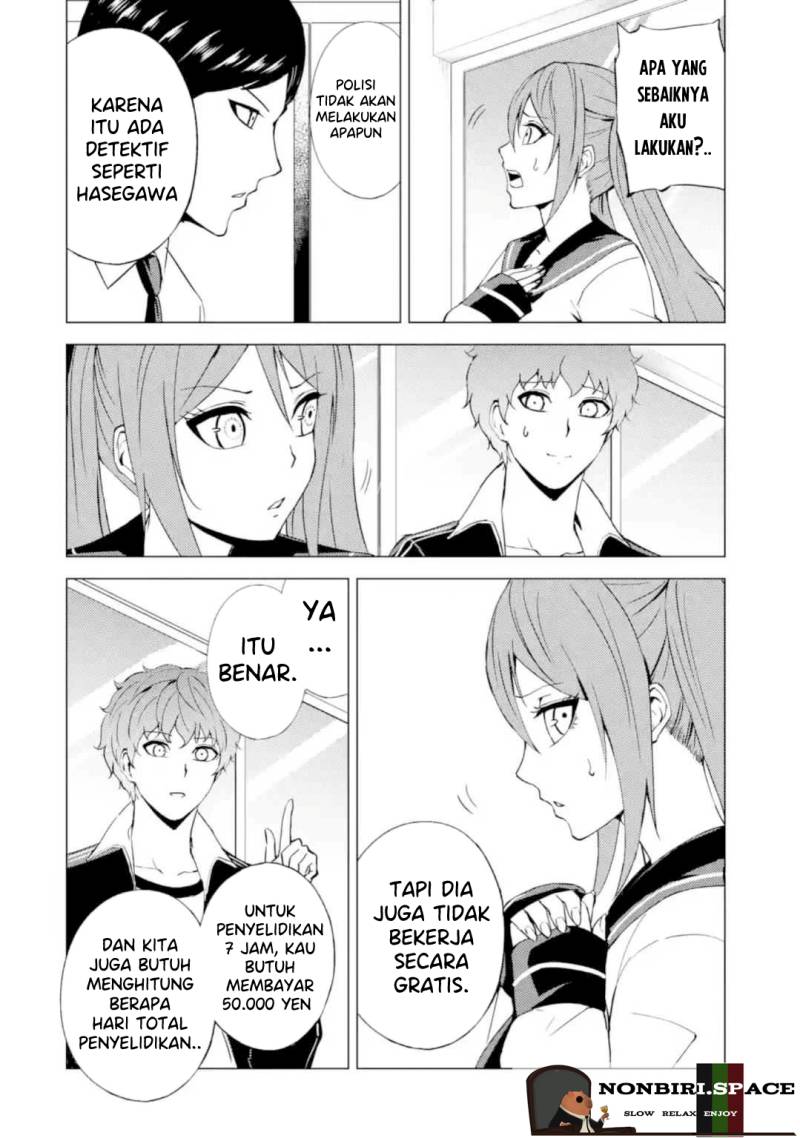 APA YANG
SEBAIKNYA
AKU
LAKUKAN?..
POLISI
TIDAK AKAN
MELAKUKAN
APAPUN
KARENA
ITU ADA
DETEKTIF
SEPERTI
HASEGAWA
TAPI DIA
JUGA TIDAK
BEKERJA
SECARA
GRATIS.
YA
...
ITU
BENAR.
UNTUK
PENYELIDIKAN
7 JAM, KAU
BUTUH
MEMBAYAR
50.000 YEN
DAN KITA
JUGA BUTUH
MENGHITUNG
BERAPA
HARI TOTAL
PENYELIDIKAN..
NONBIRI.SPACE
SLOW RELAX ENJOY